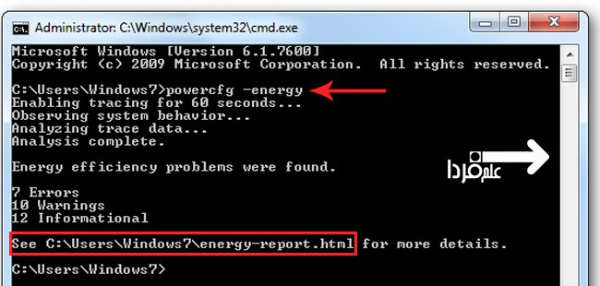 Administrator: C:\Windows\system32\cmd.exe
Microsoft Windows [Version 6.1.7600]
Copyright (c) 2009 Microsoft Corporation.  All rights reserved.
C:\Users\Windows7>powercfg -energy
Enabling tracing for 60 seconds...
Observing system behavior...
Analyzing trace data...
Analysis complete.
Energy efficiency problems were found.
علم فردا
7 Errors
10 Warnings
12 Informational
See C:\Users\Windows7\energy-report.html for more details.
C:\Users\Windows7>